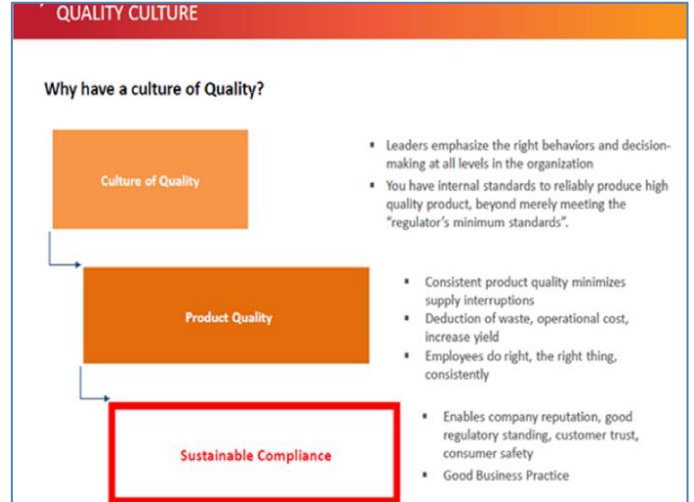 QUALITY CULTURE
Why have a culture of Quality?
Culture of Quality
▪ Leaders emphasize the right behaviors and decision-
making at all levels in the organization
▪ You have internal standards to reliably produce high
quality product, beyond merely meeting the
“regulator’s minimum standards”.
Product Quality
▪ Consistent product quality minimizes
supply interruptions
▪ Deduction of waste, operational cost,
increase yield
▪ Employees do right, the right thing,
consistently
Sustainable Compliance
▪ Enables company reputation, good
regulatory standing, customer trust,
consumer safety
▪ Good Business Practice